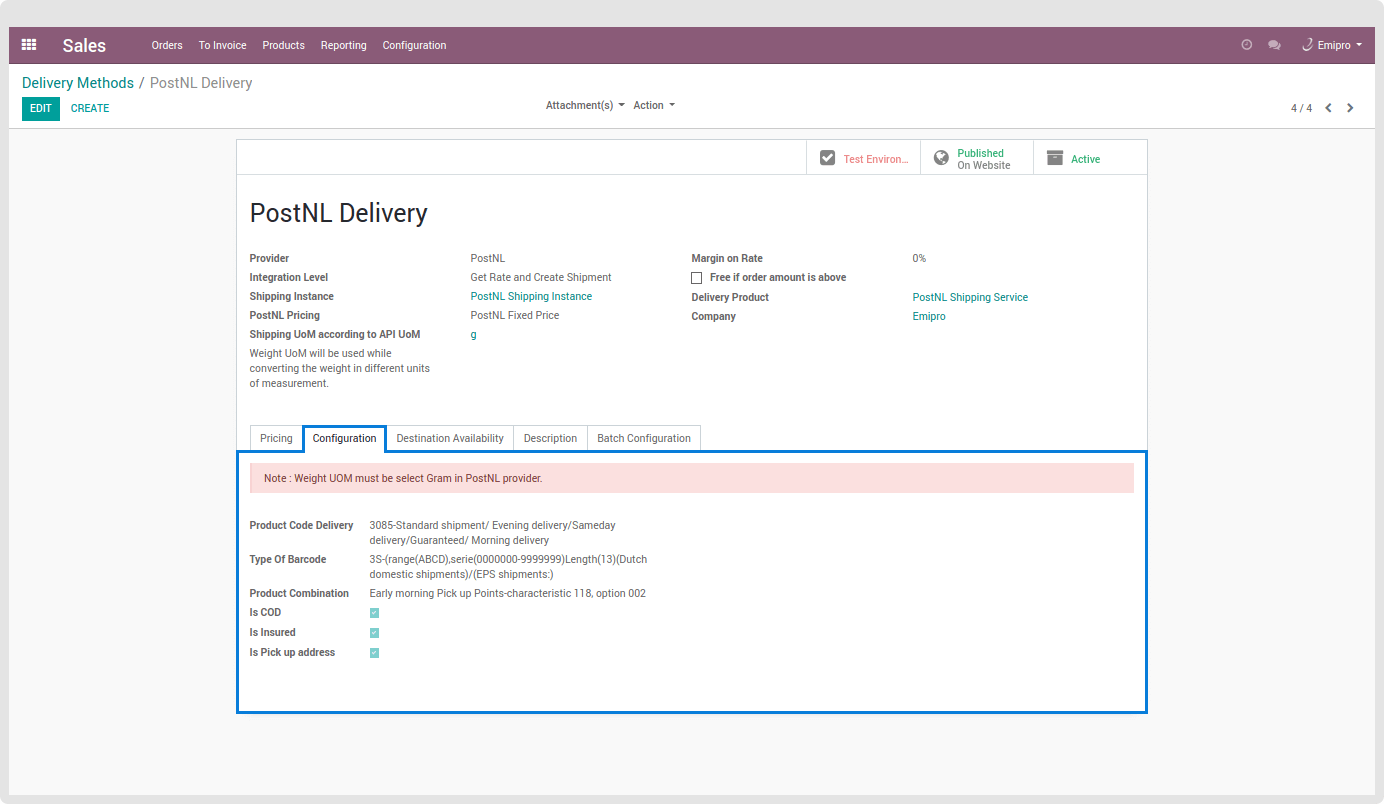 Sales Orders To Invoice Products Reporting Configuration Emipro
Delivery Methods / PostNL Delivery
EDIT CREATE Attachment(s) Action 4 / 4
Test Environ... Published On Website Active
PostNL Delivery
Provider PostNL Margin on Rate 0%
Integration Level Get Rate and Create Shipment Free if order amount is above
Shipping Instance PostNL Shipping Instance Delivery Product PostNL Shipping Service
PostNL Pricing PostNL Fixed Price Company Emipro
Shipping UoM according to API UoM g
Weight UoM will be used while
converting the weight in different units
of measurement.
Pricing Configuration Destination Availability Description Batch Configuration
Note : Weight UOM must be select Gram in PostNL provider.
Product Code Delivery 3085-Standard shipment/ Evening delivery/Sameday
delivery/Guaranteed/ Morning delivery
Type Of Barcode 3S-(range(ABCD),serie(0000000-9999999)Length(13)(Dutch
domestic shipments)/(EPS shipments:)
Product Combination Early morning Pick up Points-characteristic 118, option 002
Is COD
Is Insured
Is Pick up address